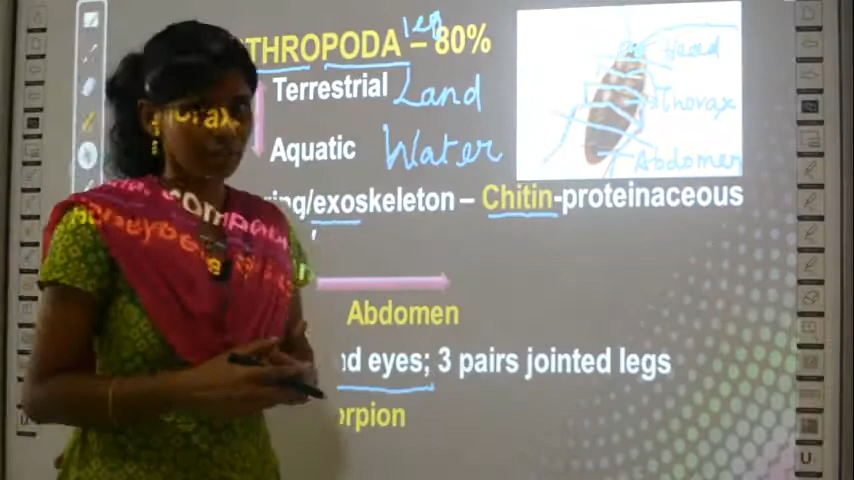 leg
THROPODA – 80%
Head
Terrestrial Land
Thorax
Aquatic Water
Abdomen
ing/exoskeleton – Chitin-proteinaceous
Abdomen
nd eyes; 3 pairs jointed legs
orpion